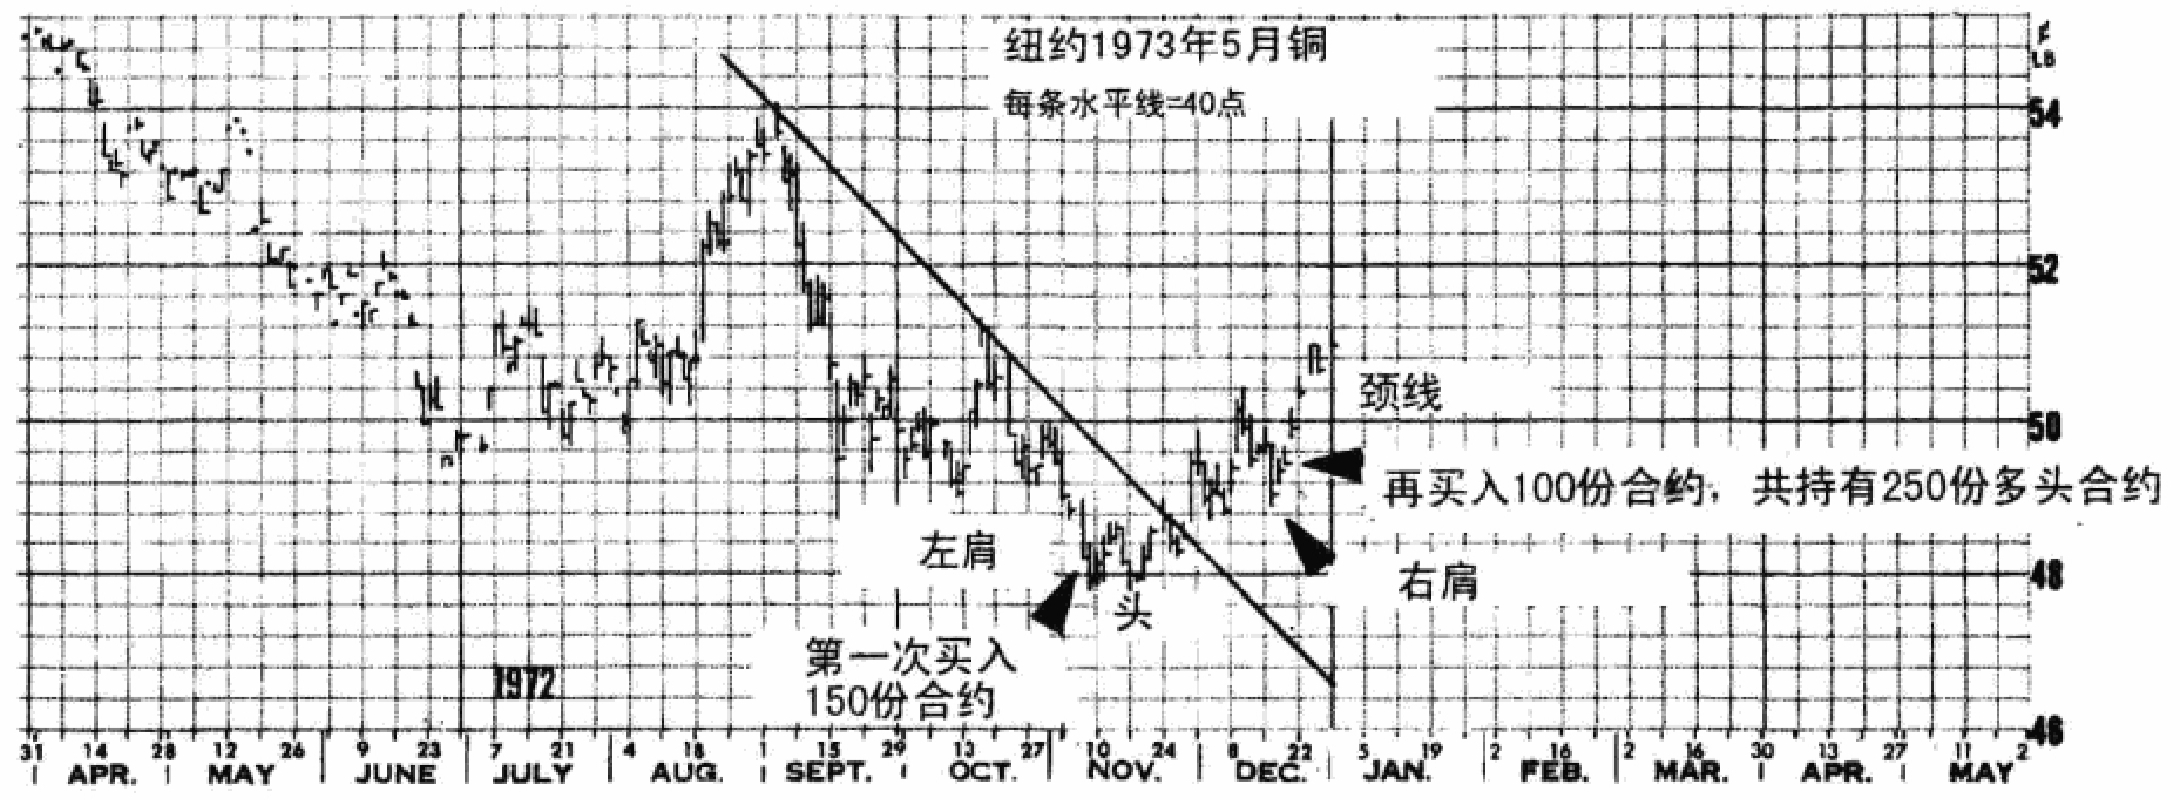 纽约1973年5月铜
每条水平线=40点
54
52
颈线
50
再买入100份合约，共持有250份多头合约
左肩
右肩
48
头
第一次买入
150份合约
1972
46
31 14 28 12 26 9 23 7 21 4 18 1 15 29 13 27 10 24 8 22 5 19 2 16 2 16 30 13 27 11 2
APR. MAY JUNE JULY AUG. SEPT. OCT. NOV. DEC. JAN. FEB. MAR. APR. MAY